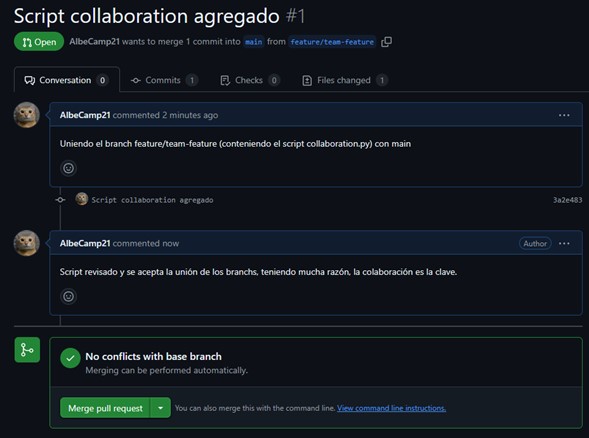 Script collaboration agregado #1
Open AlbeCamp21 wants to merge 1 commit into main from feature/team-feature
Conversation 0 Commits 1 Checks 0 Files changed 1
AlbeCamp21 commented 2 minutes ago
Uniendo el branch feature/team-feature (conteniendo el script collaboration.py) con main
Script collaboration agregado 3a2e483
AlbeCamp21 commented now Author
Script revisado y se acepta la unión de los branchs, teniendo mucha razón, la colaboración es la clave.
No conflicts with base branch
Merging can be performed automatically.
Merge pull request You can also merge this with the command line. View command line instructions.